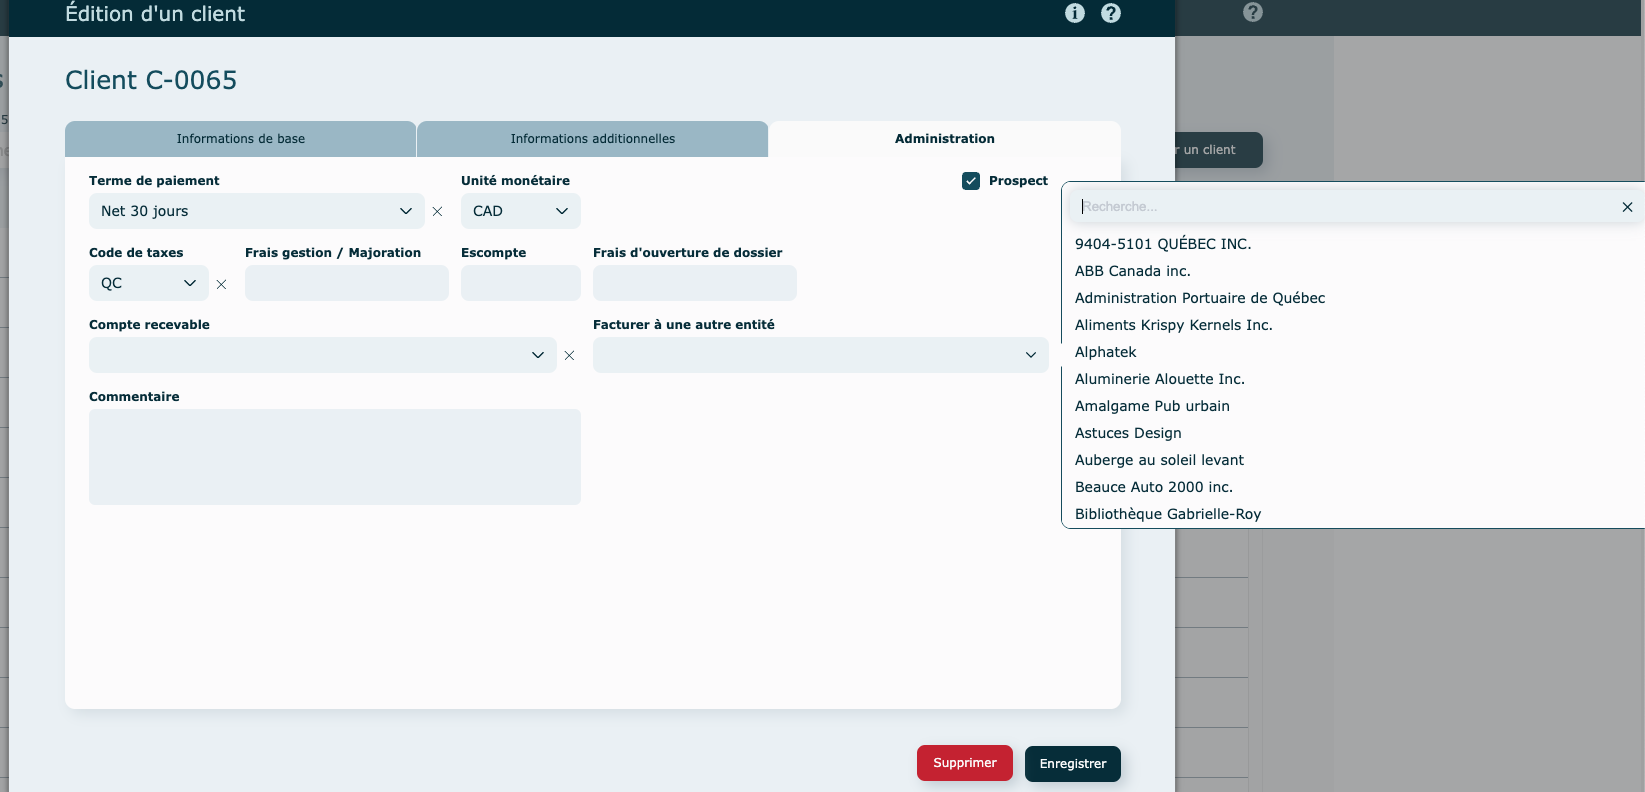 Édition d'un client
Client C-0065
Informations de base
Informations additionnelles
Administration
r un client
Terme de paiement
Unité monétaire
Prospect
Net 30 jours
CAD
Code de taxes
Frais gestion / Majoration
Escompte
Frais d'ouverture de dossier
QC
Compte recevable
Facturer à une autre entité
Commentaire
Recherche...
9404-5101 QUÉBEC INC.
ABB Canada inc.
Administration Portuaire de Québec
Aliments Krispy Kernels Inc.
Alphatek
Aluminerie Alouette Inc.
Amalgame Pub urbain
Astuces Design
Auberge au soleil levant
Beauce Auto 2000 inc.
Bibliothèque Gabrielle-Roy
Supprimer
Enregistrer